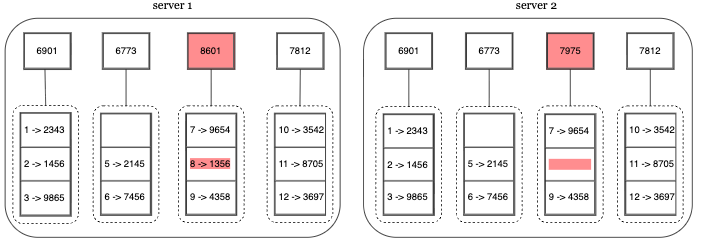 server 1
server 2
6901
6773
8601
7812
6901
6773
7975
7812
1 -> 2343
2 -> 1456
3 -> 9865
5 -> 2145
6 -> 7456
7 -> 9654
8 -> 1356
9 -> 4358
10 -> 3542
11 -> 8705
12 -> 3697
1 -> 2343
2 -> 1456
3 -> 9865
5 -> 2145
6 -> 7456
7 -> 9654
9 -> 4358
10 -> 3542
11 -> 8705
12 -> 3697